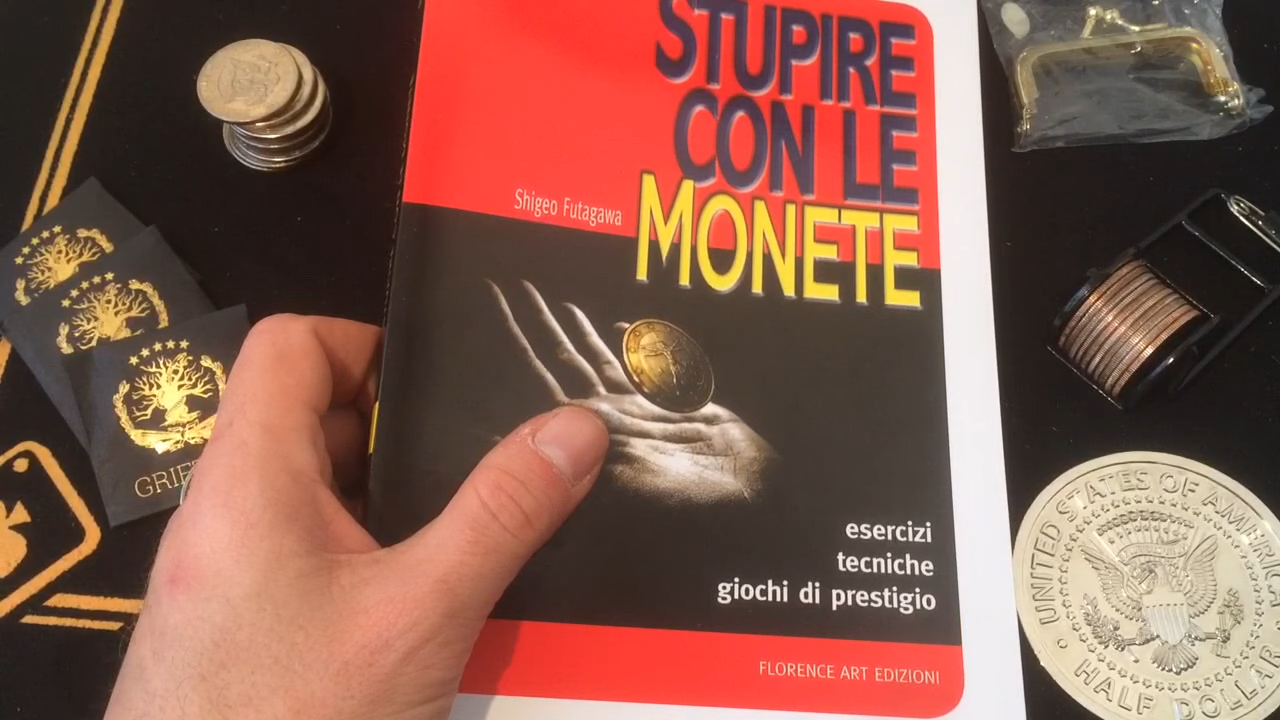 STUPIRE
CON LE
MONETE
Shigeo Futagawa
esercizi
tecniche
giochi di prestigio
FLORENCE ART EDIZIONI
UNITED STATES OF AMERICA
HALF DOLLAR